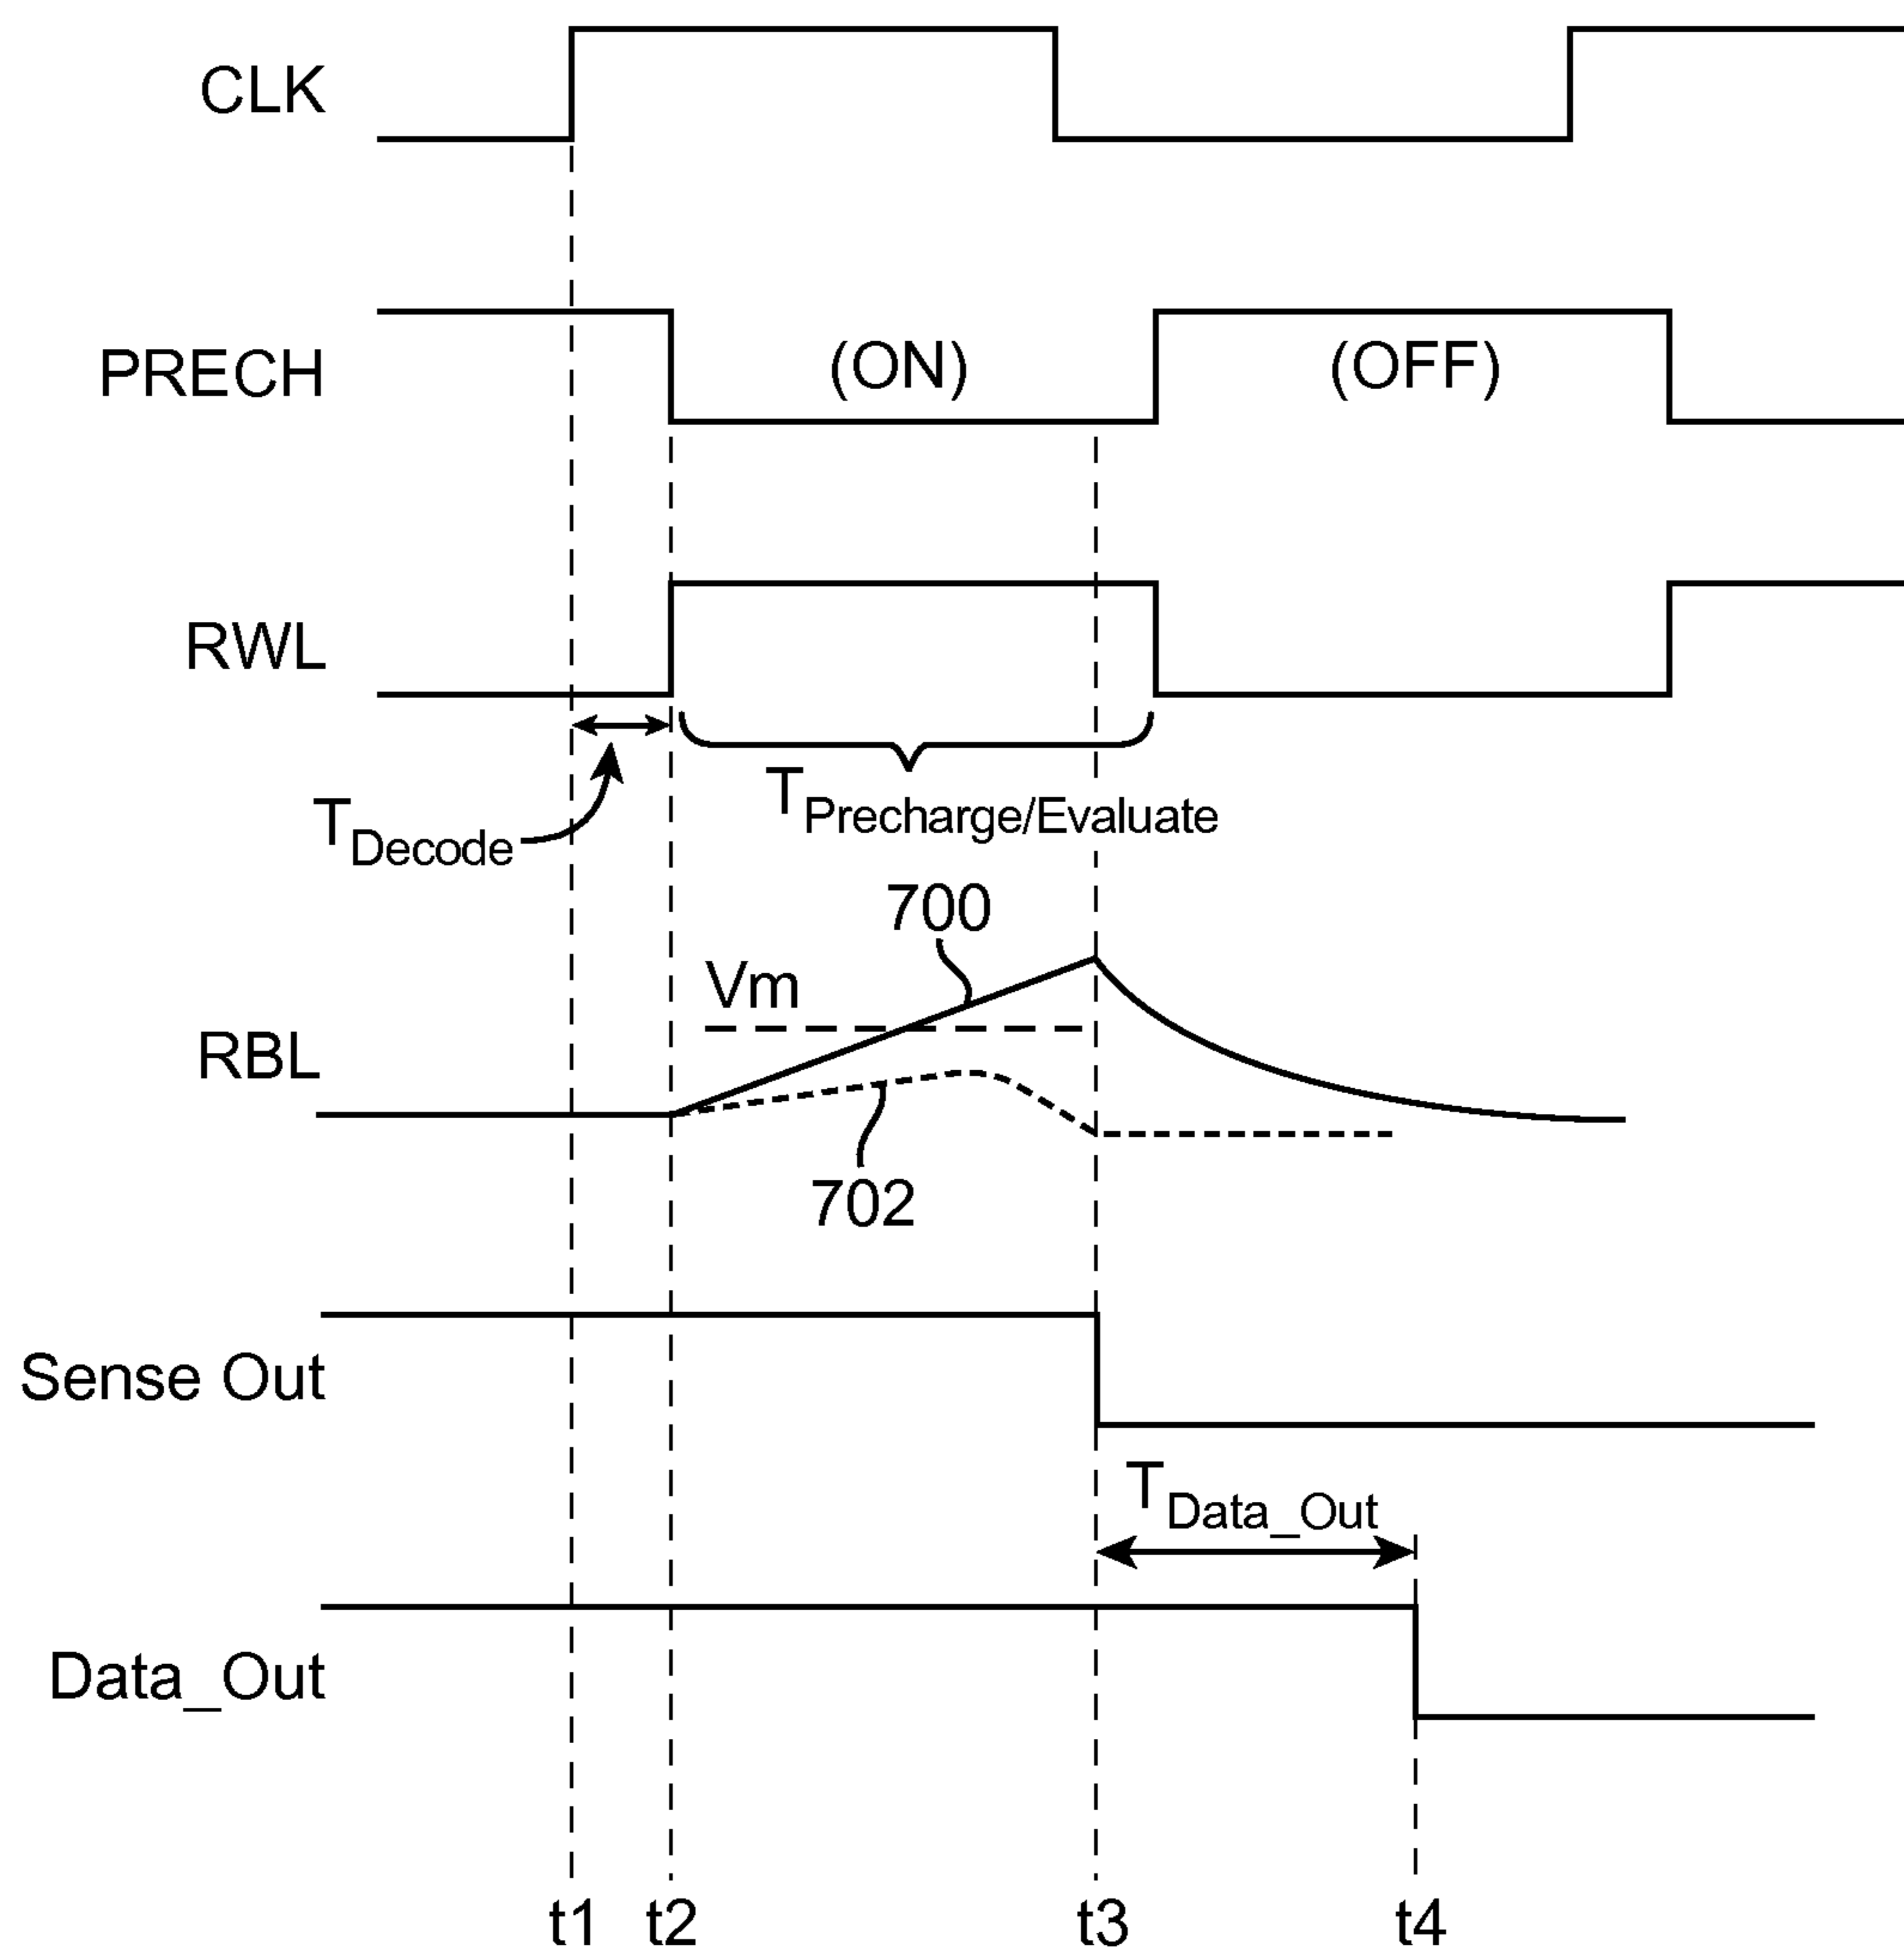 CLK
PRECH
(ON)
(OFF)
RWL
TDecode
TPrecharge/Evaluate
700
Vm
RBL
702
Sense Out
TData_Out
Data_Out
t1
t2
t3
t4